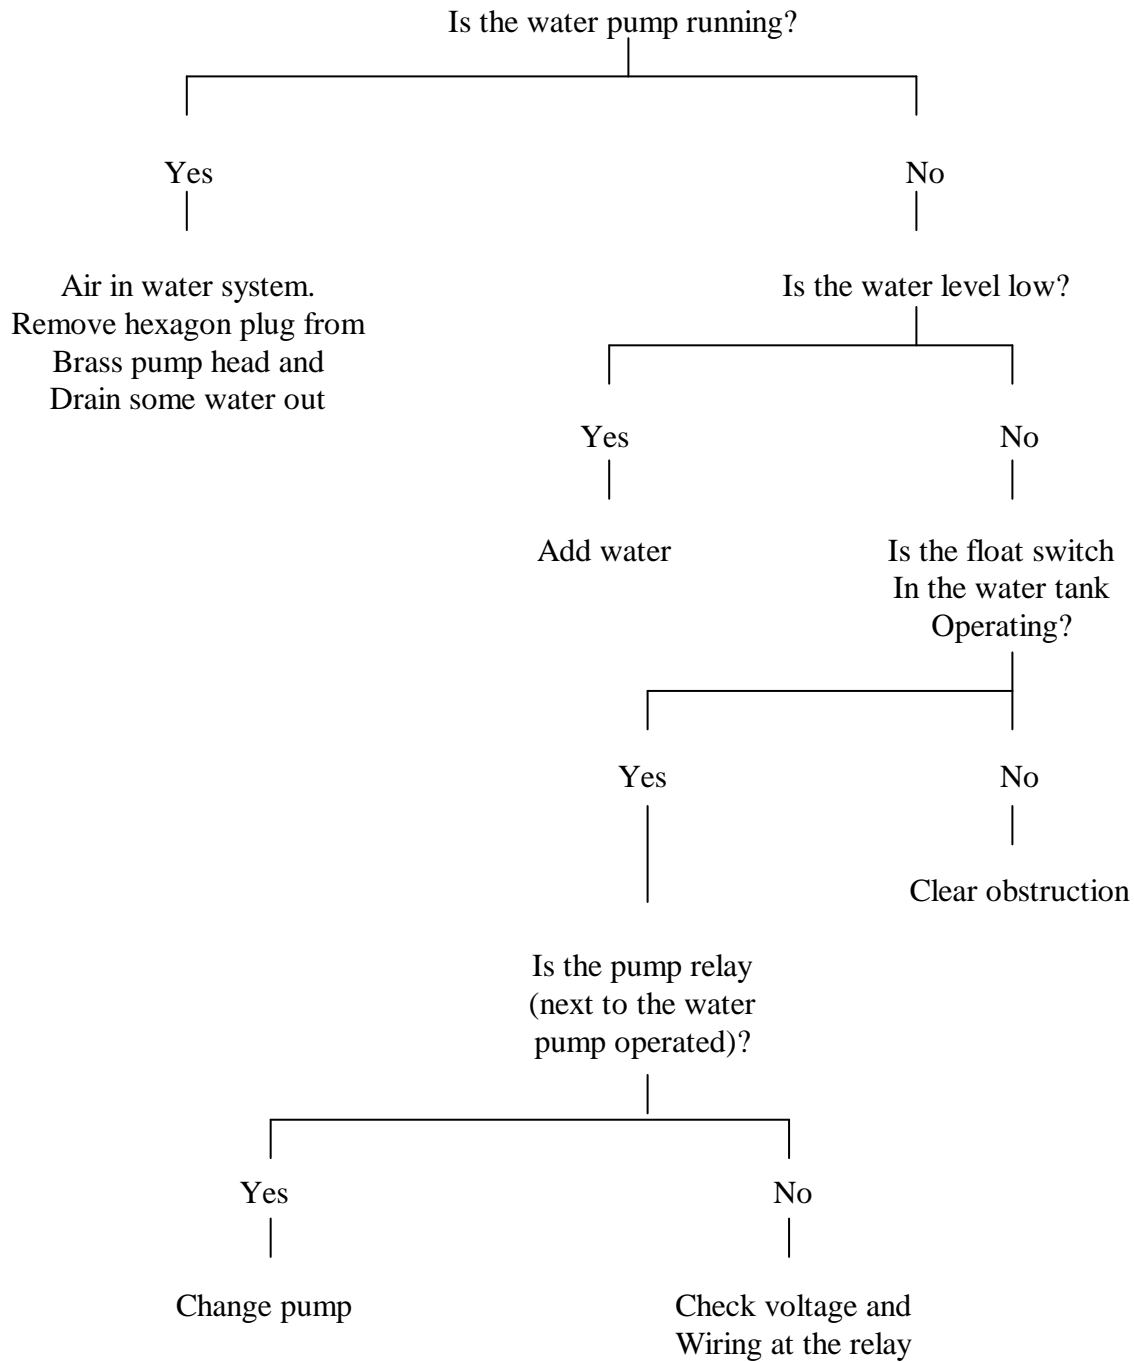 Is the water pump running?
Yes
No
Air in water system.
Remove hexagon plug from
Brass pump head and
Drain some water out
Is the water level low?
Yes
No
Add water
Is the float switch
In the water tank
Operating?
Yes
No
Clear obstruction
Is the pump relay
(next to the water
pump operated)?
Yes
No
Change pump
Check voltage and
Wiring at the relay